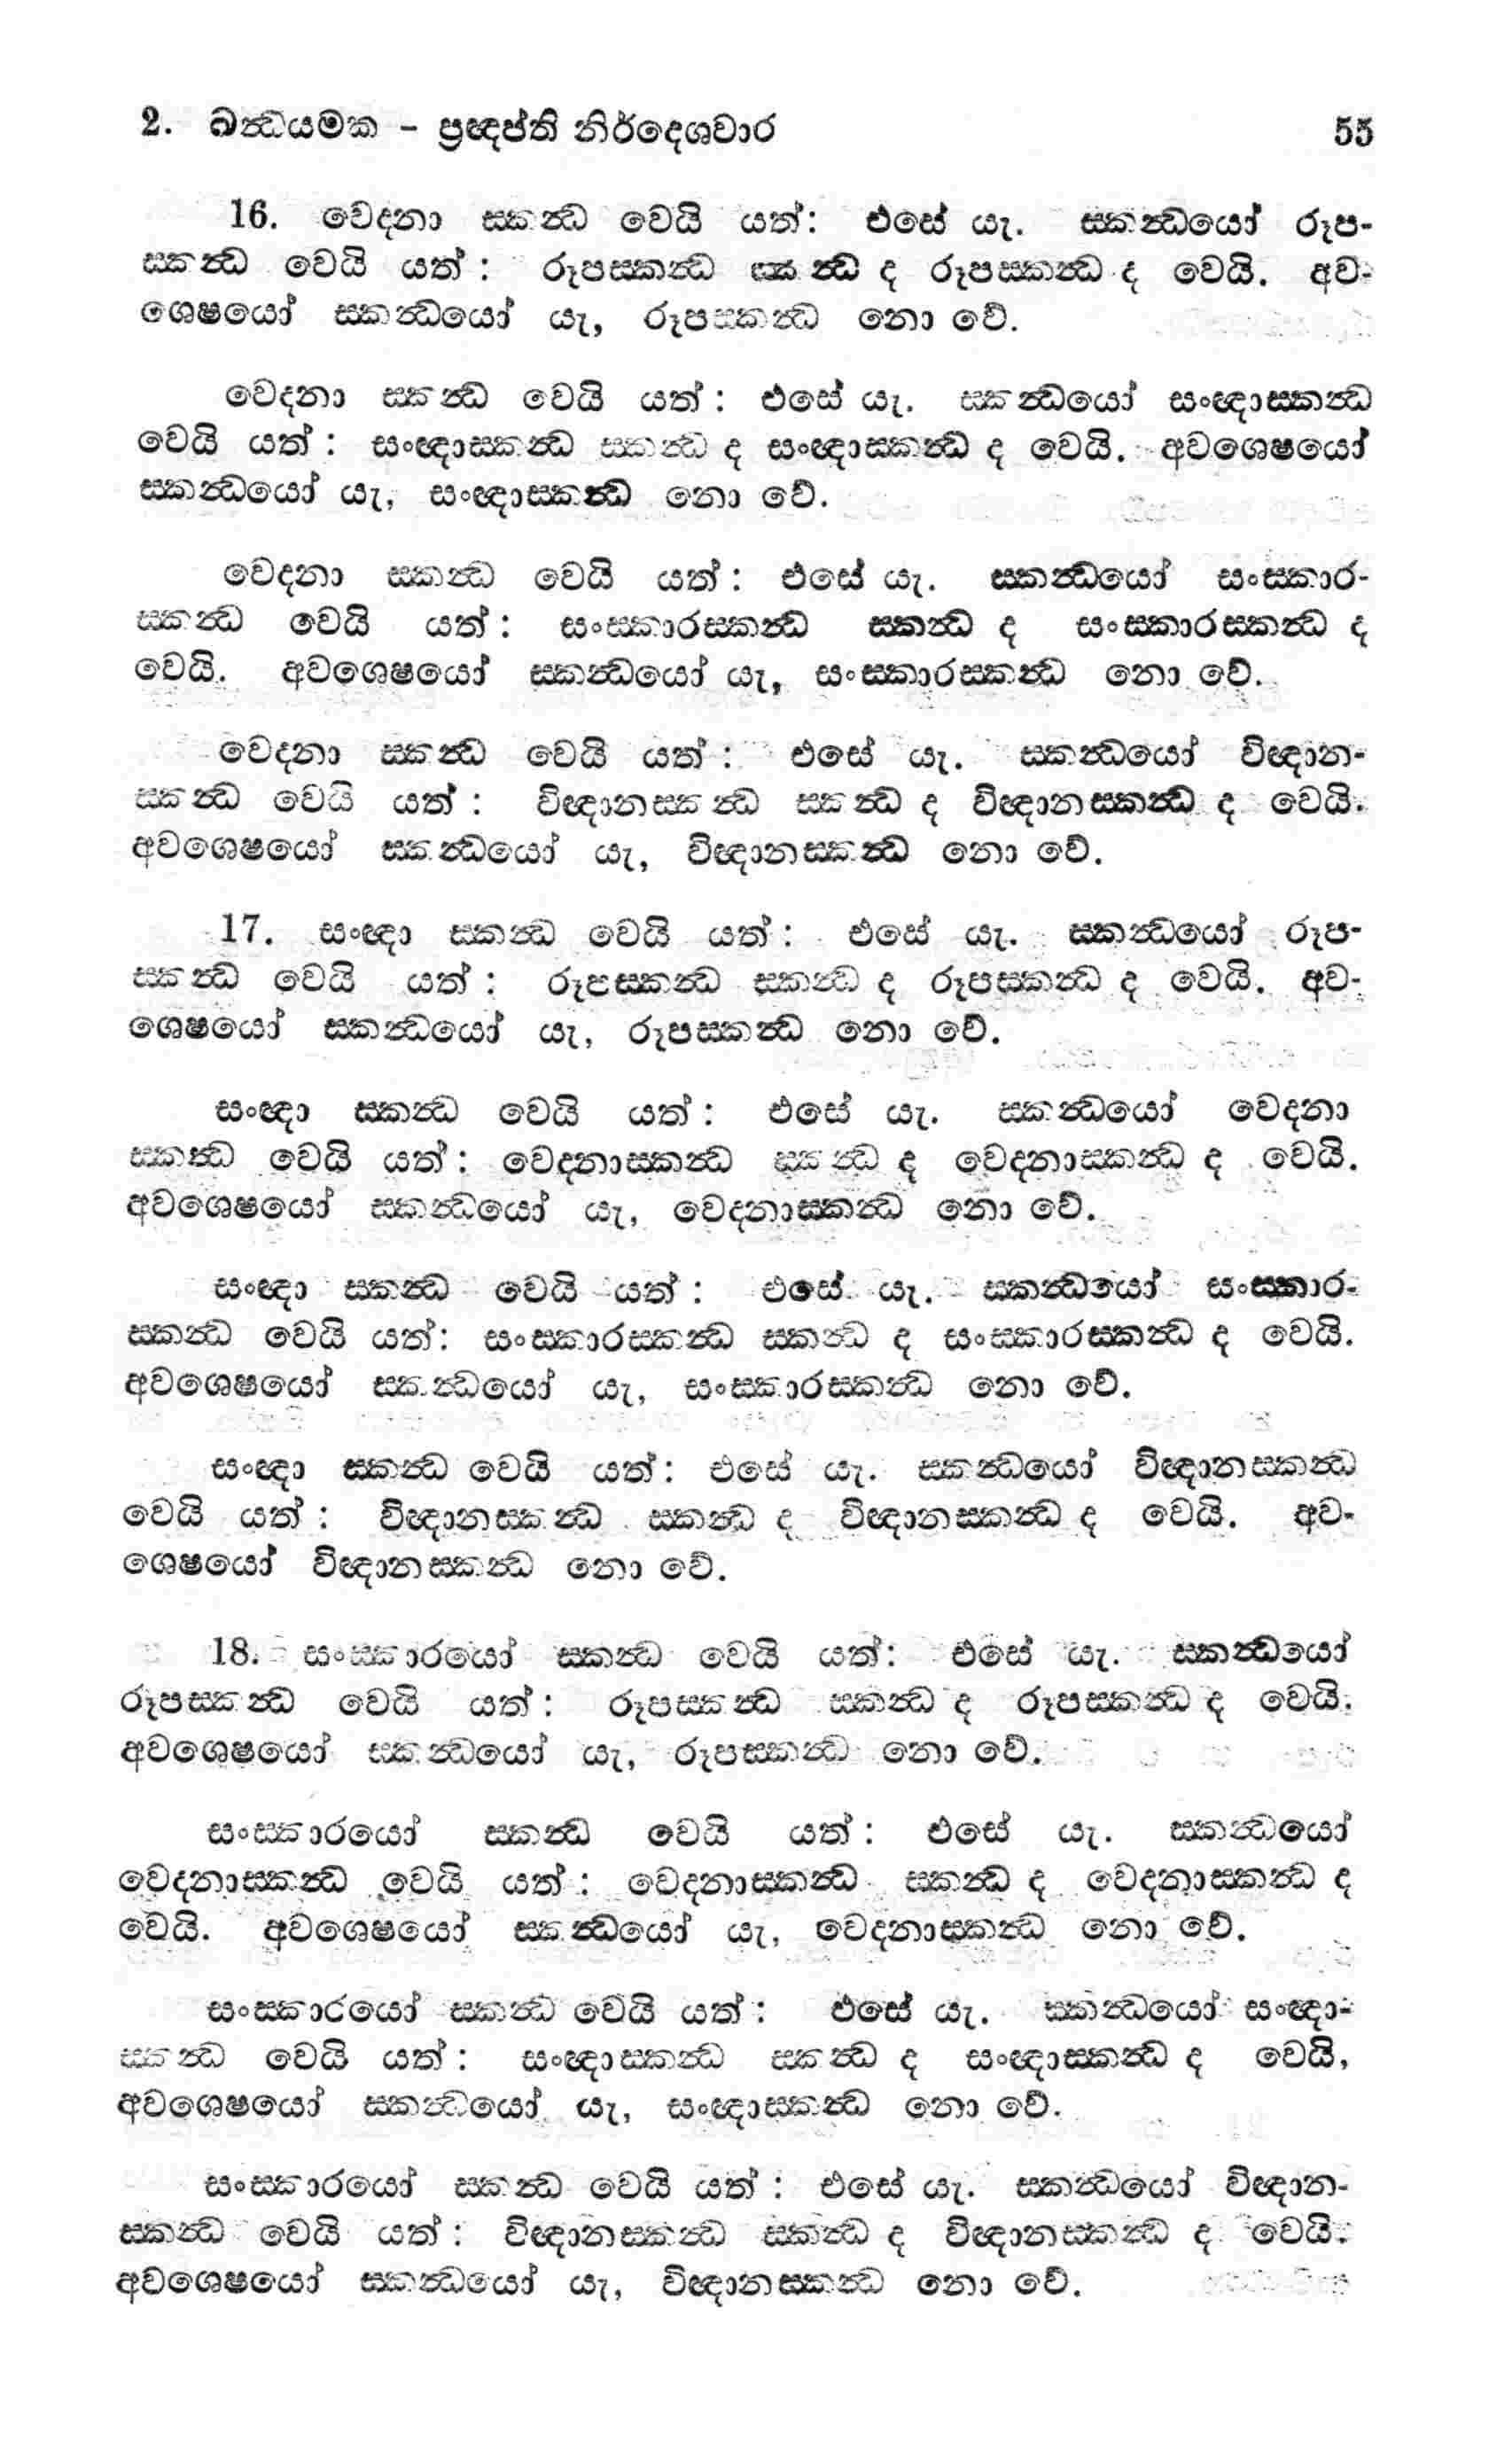 2. ඛන්ධයමක - ප්‍රඥප්ති නිර්දෙශවාර 55
16. වෙදනා ස්කන්ධ වෙයි යත්: එසේ යැ. ස්කන්ධයෝ රූප-
ස්කන්ධ වෙයි යත් : රූපස්කන්ධ ස්කන්ධ ද රූපස්කන්ධ ද වෙයි. අව-
ශෙෂයෝ ස්කන්ධයෝ යැ, රූපස්කන්ධ නො වේ.
වෙදනා ස්කන්ධ වෙයි යත් : එසේ යැ. ස්කන්ධයෝ සංඥාස්කන්ධ
වෙයි යත් : සංඥාස්කන්ධ ස්කන්ධ ද සංඥාස්කන්ධ ද වෙයි. අවශෙෂයෝ
ස්කන්ධයෝ යැ, සංඥාස්කන්ධ නො වේ.
වෙදනා ස්කන්ධ වෙයි යත් : එසේ යැ. ස්කන්ධයෝ සංස්කාර-
ස්කන්ධ වෙයි යත් : සංස්කාරස්කන්ධ ස්කන්ධ ද සංස්කාරස්කන්ධ ද
වෙයි. අවශෙෂයෝ ස්කන්ධයෝ යැ, සංස්කාරස්කන්ධ නො වේ.
වෙදනා ස්කන්ධ වෙයි යත් : එසේ යැ. ස්කන්ධයෝ විඥාන-
ස්කන්ධ වෙයි යත් : විඥානස්කන්ධ ස්කන්ධ ද විඥානස්කන්ධ ද වෙයි.
අවශෙෂයෝ ස්කන්ධයෝ යැ, විඥානස්කන්ධ නො වේ.
17. සංඥා ස්කන්ධ වෙයි යත් : එසේ යැ. ස්කන්ධයෝ රූප-
ස්කන්ධ වෙයි යත් : රූපස්කන්ධ ස්කන්ධ ද රූපස්කන්ධ ද වෙයි. අව-
ශෙෂයෝ ස්කන්ධයෝ යැ, රූපස්කන්ධ නො වේ.
සංඥා ස්කන්ධ වෙයි යත් : එසේ යැ. ස්කන්ධයෝ වෙදනා
ස්කන්ධ වෙයි යත් : වෙදනාස්කන්ධ ස්කන්ධ ද වෙදනාස්කන්ධ ද වෙයි.
අවශෙෂයෝ ස්කන්ධයෝ යැ, වෙදනාස්කන්ධ නො වේ.
සංඥා ස්කන්ධ වෙයි යත් : එසේ යැ. ස්කන්ධයෝ සංස්කාර-
ස්කන්ධ වෙයි යත්: සංස්කාරස්කන්ධ ස්කන්ධ ද සංස්කාරස්කන්ධ ද වෙයි.
අවශෙෂයෝ ස්කන්ධයෝ යැ, සංස්කාරස්කන්ධ නො වේ.
සංඥා ස්කන්ධ වෙයි යත් : එසේ යැ. ස්කන්ධයෝ විඥානස්කන්ධ
වෙයි යත් : විඥානස්කන්ධ ස්කන්ධ ද විඥානස්කන්ධ ද වෙයි. අව-
ශෙෂයෝ විඥානස්කන්ධ නො වේ.
18. සංස්කාරයෝ ස්කන්ධ වෙයි යත්: එසේ යැ. ස්කන්ධයෝ
රූපස්කන්ධ වෙයි යත් : රූපස්කන්ධ ස්කන්ධ ද රූපස්කන්ධ ද වෙයි.
අවශෙෂයෝ ස්කන්ධයෝ යැ, රූපස්කන්ධ නො වේ.
සංස්කාරයෝ ස්කන්ධ වෙයි යත් : එසේ යැ. ස්කන්ධයෝ
වෙදනාස්කන්ධ වෙයි යත් : වෙදනාස්කන්ධ ස්කන්ධ ද වෙදනාස්කන්ධ ද
වෙයි. අවශෙෂයෝ ස්කන්ධයෝ යැ, වෙදනාස්කන්ධ නො වේ.
සංස්කාරයෝ ස්කන්ධ වෙයි යත් : එසේ යැ. ස්කන්ධයෝ සංඥා-
ස්කන්ධ වෙයි යත් : සංඥාස්කන්ධ ස්කන්ධ ද සංඥාස්කන්ධ ද වෙයි,
අවශෙෂයෝ ස්කන්ධයෝ යැ, සංඥාස්කන්ධ නො වේ.
සංස්කාරයෝ ස්කන්ධ වෙයි යත් : එසේ යැ. ස්කන්ධයෝ විඥාන-
ස්කන්ධ වෙයි යත් : විඥානස්කන්ධ ස්කන්ධ ද විඥානස්කන්ධ ද වෙයි.
අවශෙෂයෝ ස්කන්ධයෝ යැ, විඥානස්කන්ධ නො වේ.